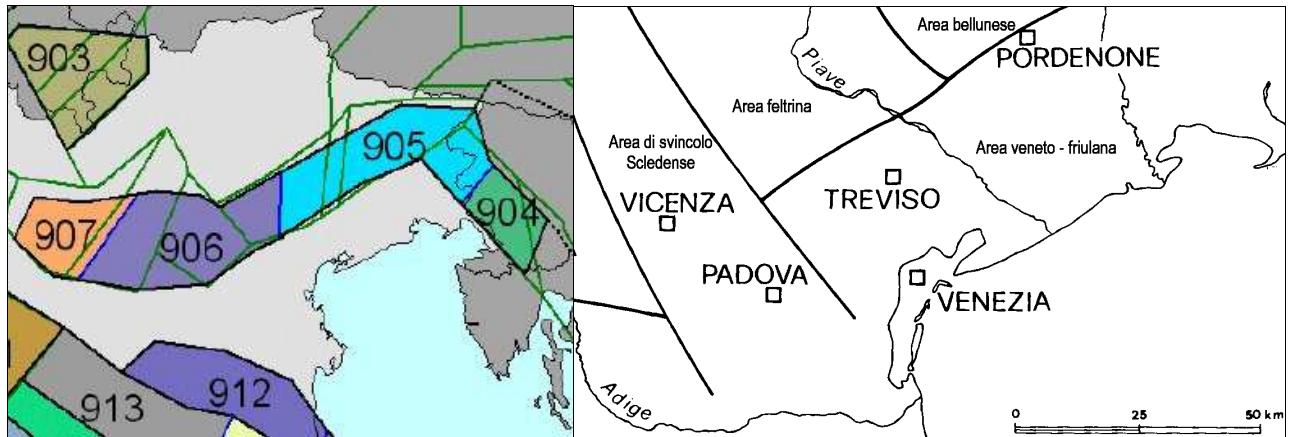 903
905
904
907
906
912
913
Area bellunese
PORDENONE
Piave
Area feltrina
Area di svincolo
Scledense
Area veneto - friulana
TREVISO
VICENZA
PADOVA
VENEZIA
Adige
0 25 50 km